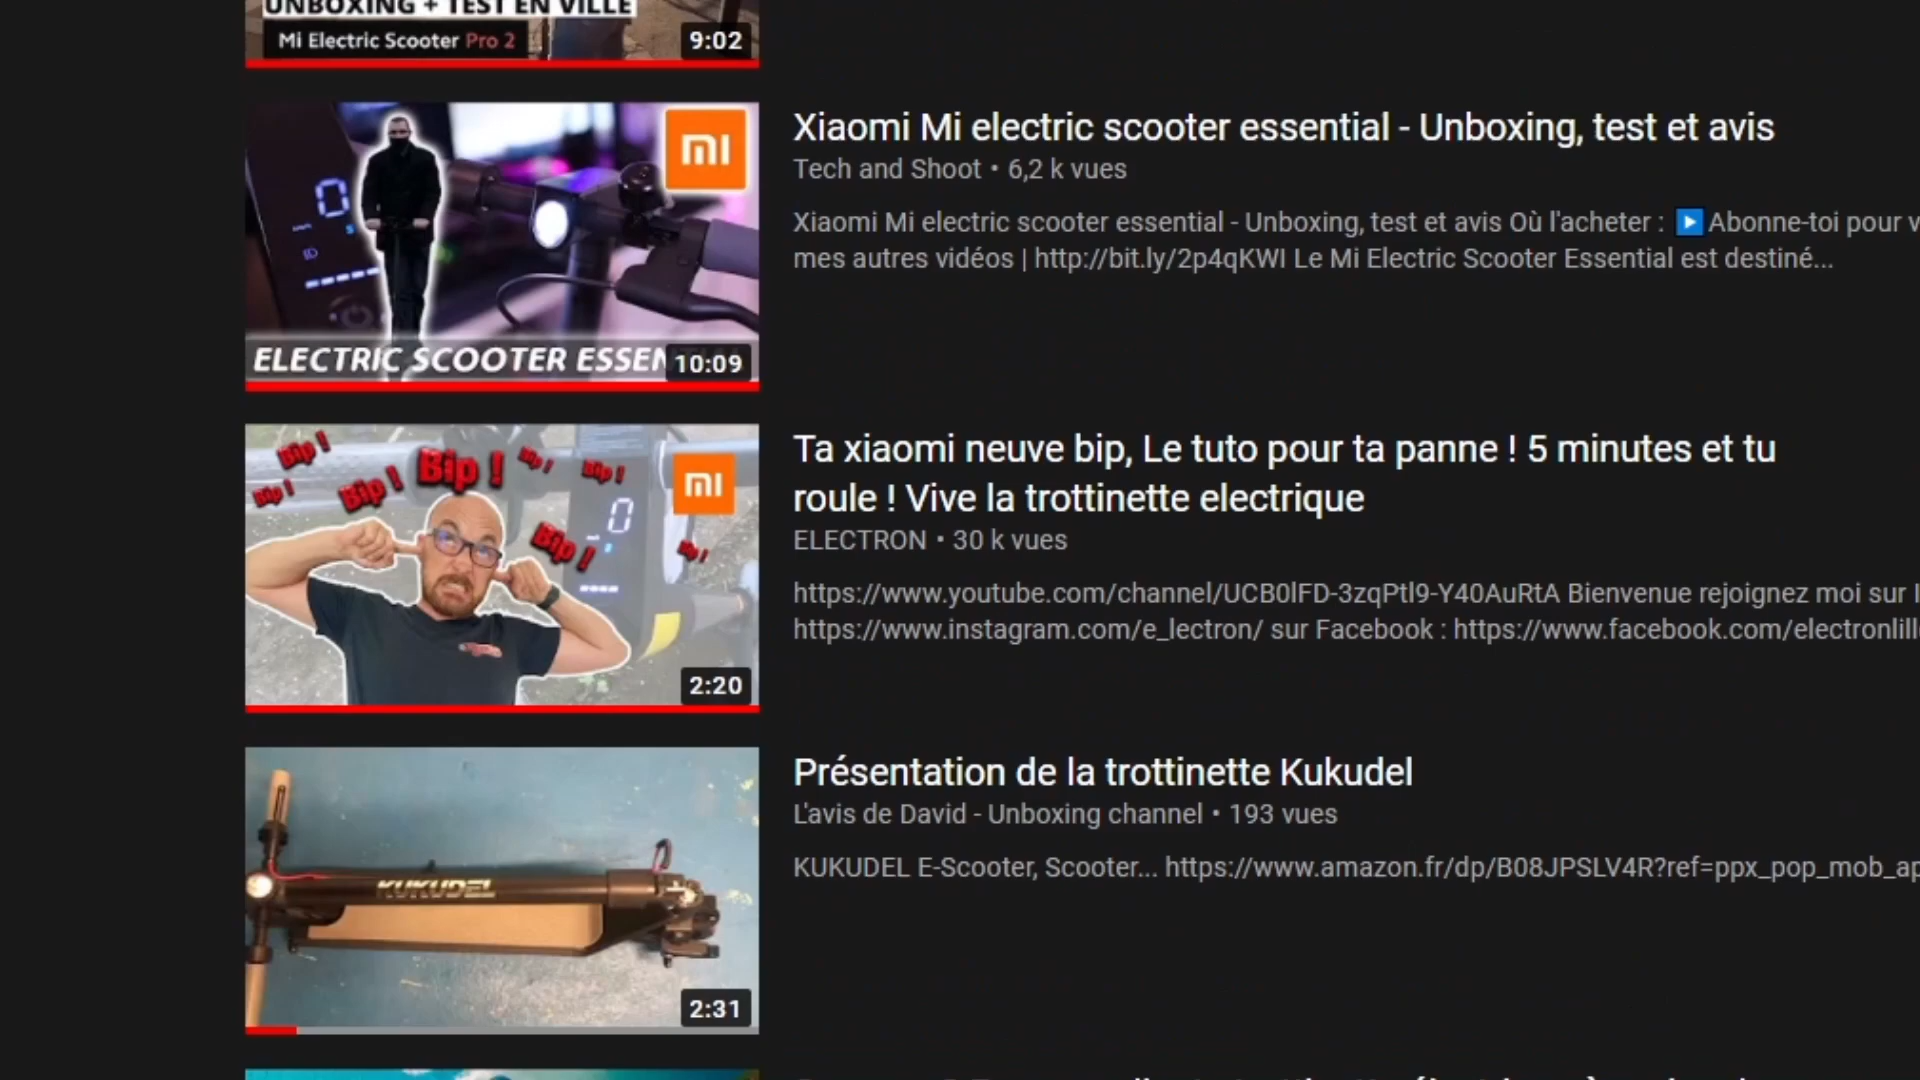 UNBOXING + TEST EN VILLE
Mi Electric Scooter Pro 2
9:02
mi
0
ELECTRIC SCOOTER ESSEN
10:09
Xiaomi Mi electric scooter essential - Unboxing, test et avis
Tech and Shoot • 6,2 k vues
Xiaomi Mi electric scooter essential - Unboxing, test et avis Où l'acheter : ▶ Abonne-toi pour v
mes autres vidéos | http://bit.ly/2p4qKWI Le Mi Electric Scooter Essential est destiné...
Bip !
Bip !
Bip !
Bip !
Bip !
Bip !
Bip !
Bip !
mi
0
2:20
Ta xiaomi neuve bip, Le tuto pour ta panne ! 5 minutes et tu
roule ! Vive la trottinette electrique
ELECTRON • 30 k vues
https://www.youtube.com/channel/UCB0lFD-3zqPtl9-Y40AuRtA Bienvenue rejoignez moi sur I
https://www.instagram.com/e_lectron/ sur Facebook : https://www.facebook.com/electronlill
KUKUDEL
2:31
Présentation de la trottinette Kukudel
L'avis de David - Unboxing channel • 193 vues
KUKUDEL E-Scooter, Scooter... https://www.amazon.fr/dp/B08JPSLV4R?ref=ppx_pop_mob_ap